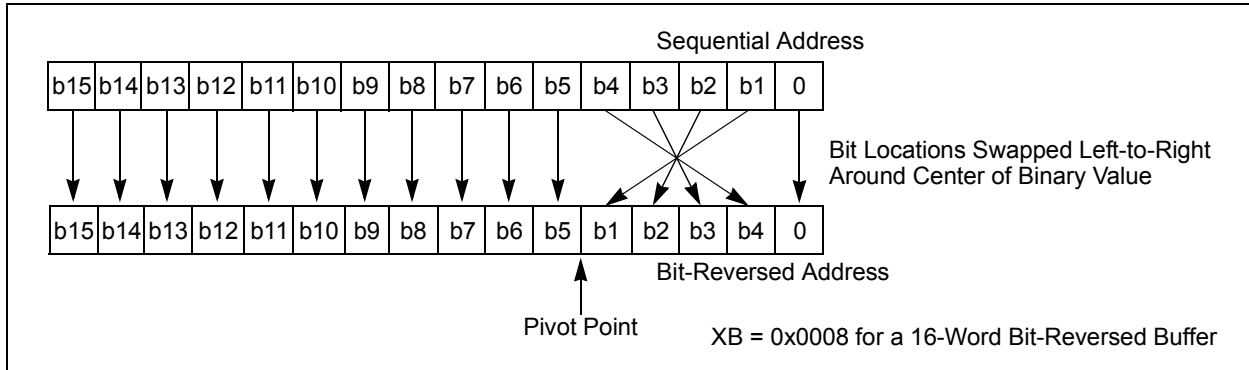 Sequential Address
b15 b14 b13 b12 b11 b10 b9 b8 b7 b6 b5 b4 b3 b2 b1 0
Bit Locations Swapped Left-to-Right
Around Center of Binary Value
b15 b14 b13 b12 b11 b10 b9 b8 b7 b6 b5 b1 b2 b3 b4 0
Bit-Reversed Address
Pivot Point
XB = 0x0008 for a 16-Word Bit-Reversed Buffer